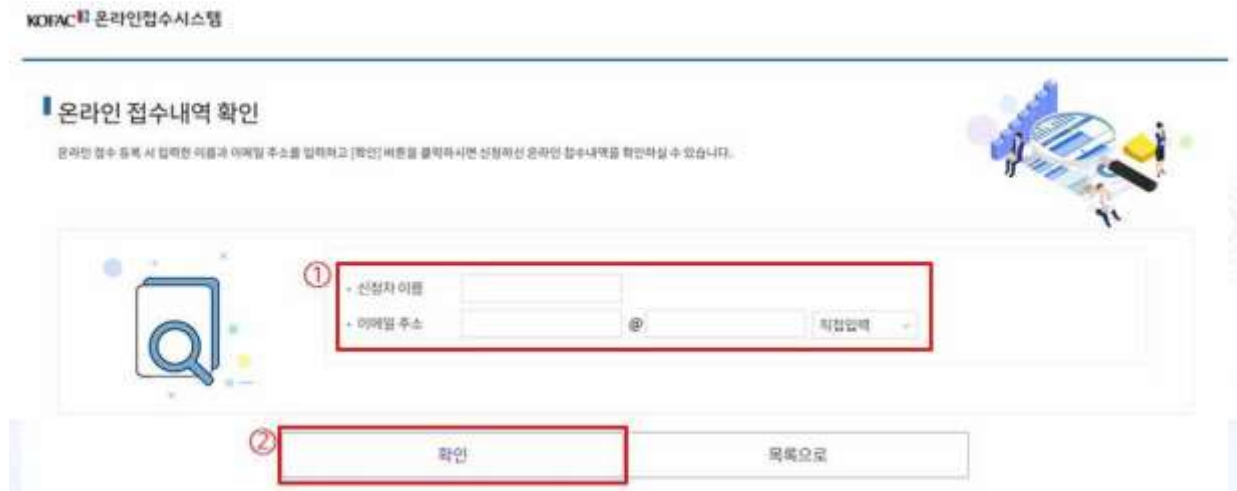 KOFAC 온라인접수시스템
온라인 접수내역 확인
온라인 접수 등록 시 입력한 이름과 이메일 주소를 입력하고 [확인] 버튼을 클릭하시면 신청하신 온라인 접수내역을 확인하실 수 있습니다.
①
신청자 이름
이메일 주소 @ 직접입력
②
확인 목록으로